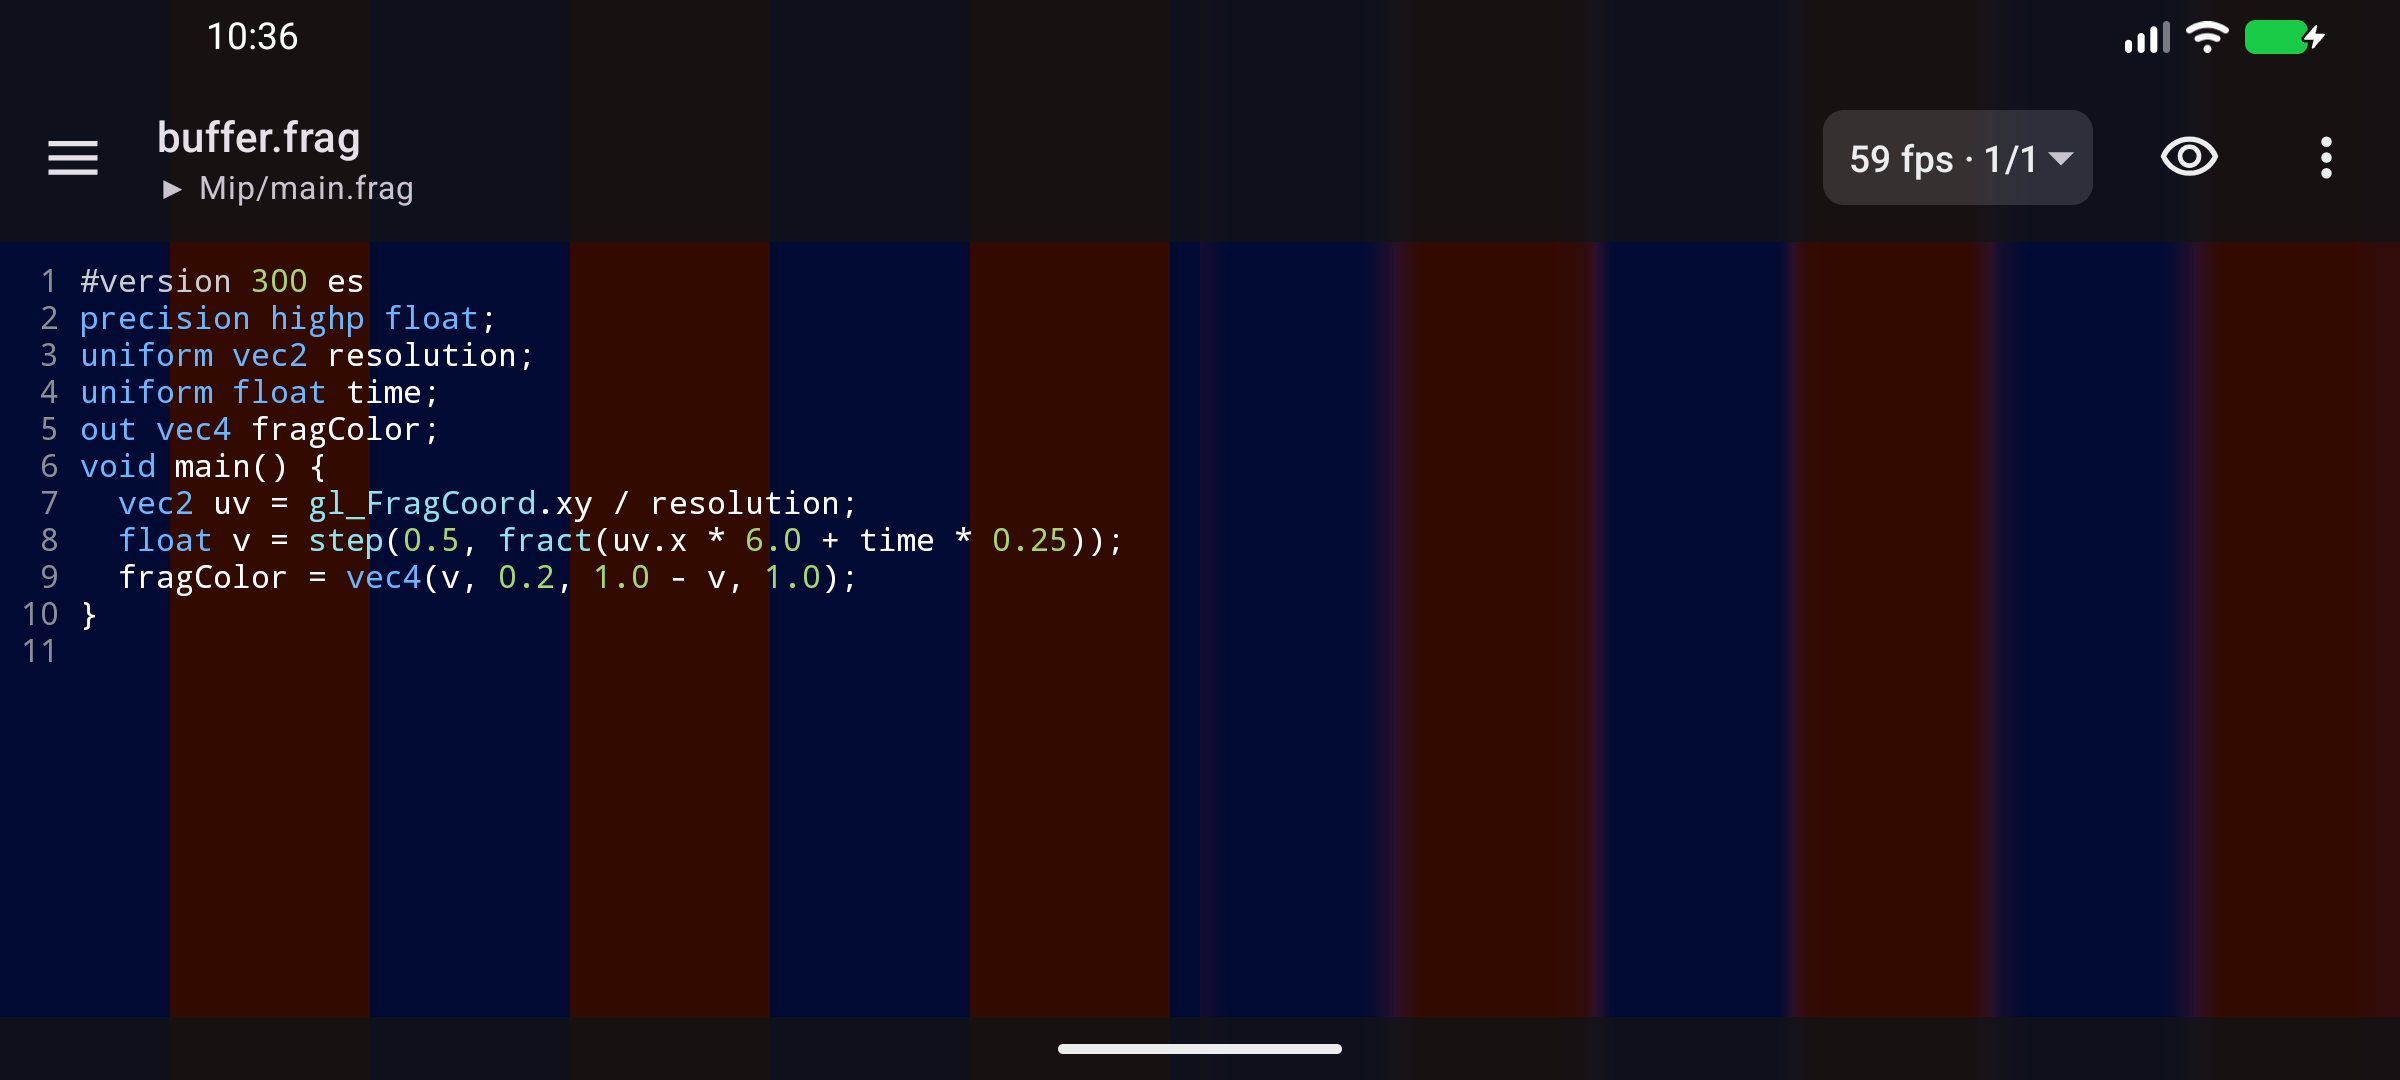 10:36
buffer.frag
► Mip/main.frag
59 fps · 1/1
1 #version 300 es
2 precision highp float;
3 uniform vec2 resolution;
4 uniform float time;
5 out vec4 fragColor;
6 void main() {
7   vec2 uv = gl_FragCoord.xy / resolution;
8   float v = step(0.5, fract(uv.x * 6.0 + time * 0.25));
9   fragColor = vec4(v, 0.2, 1.0 - v, 1.0);
10 }
11